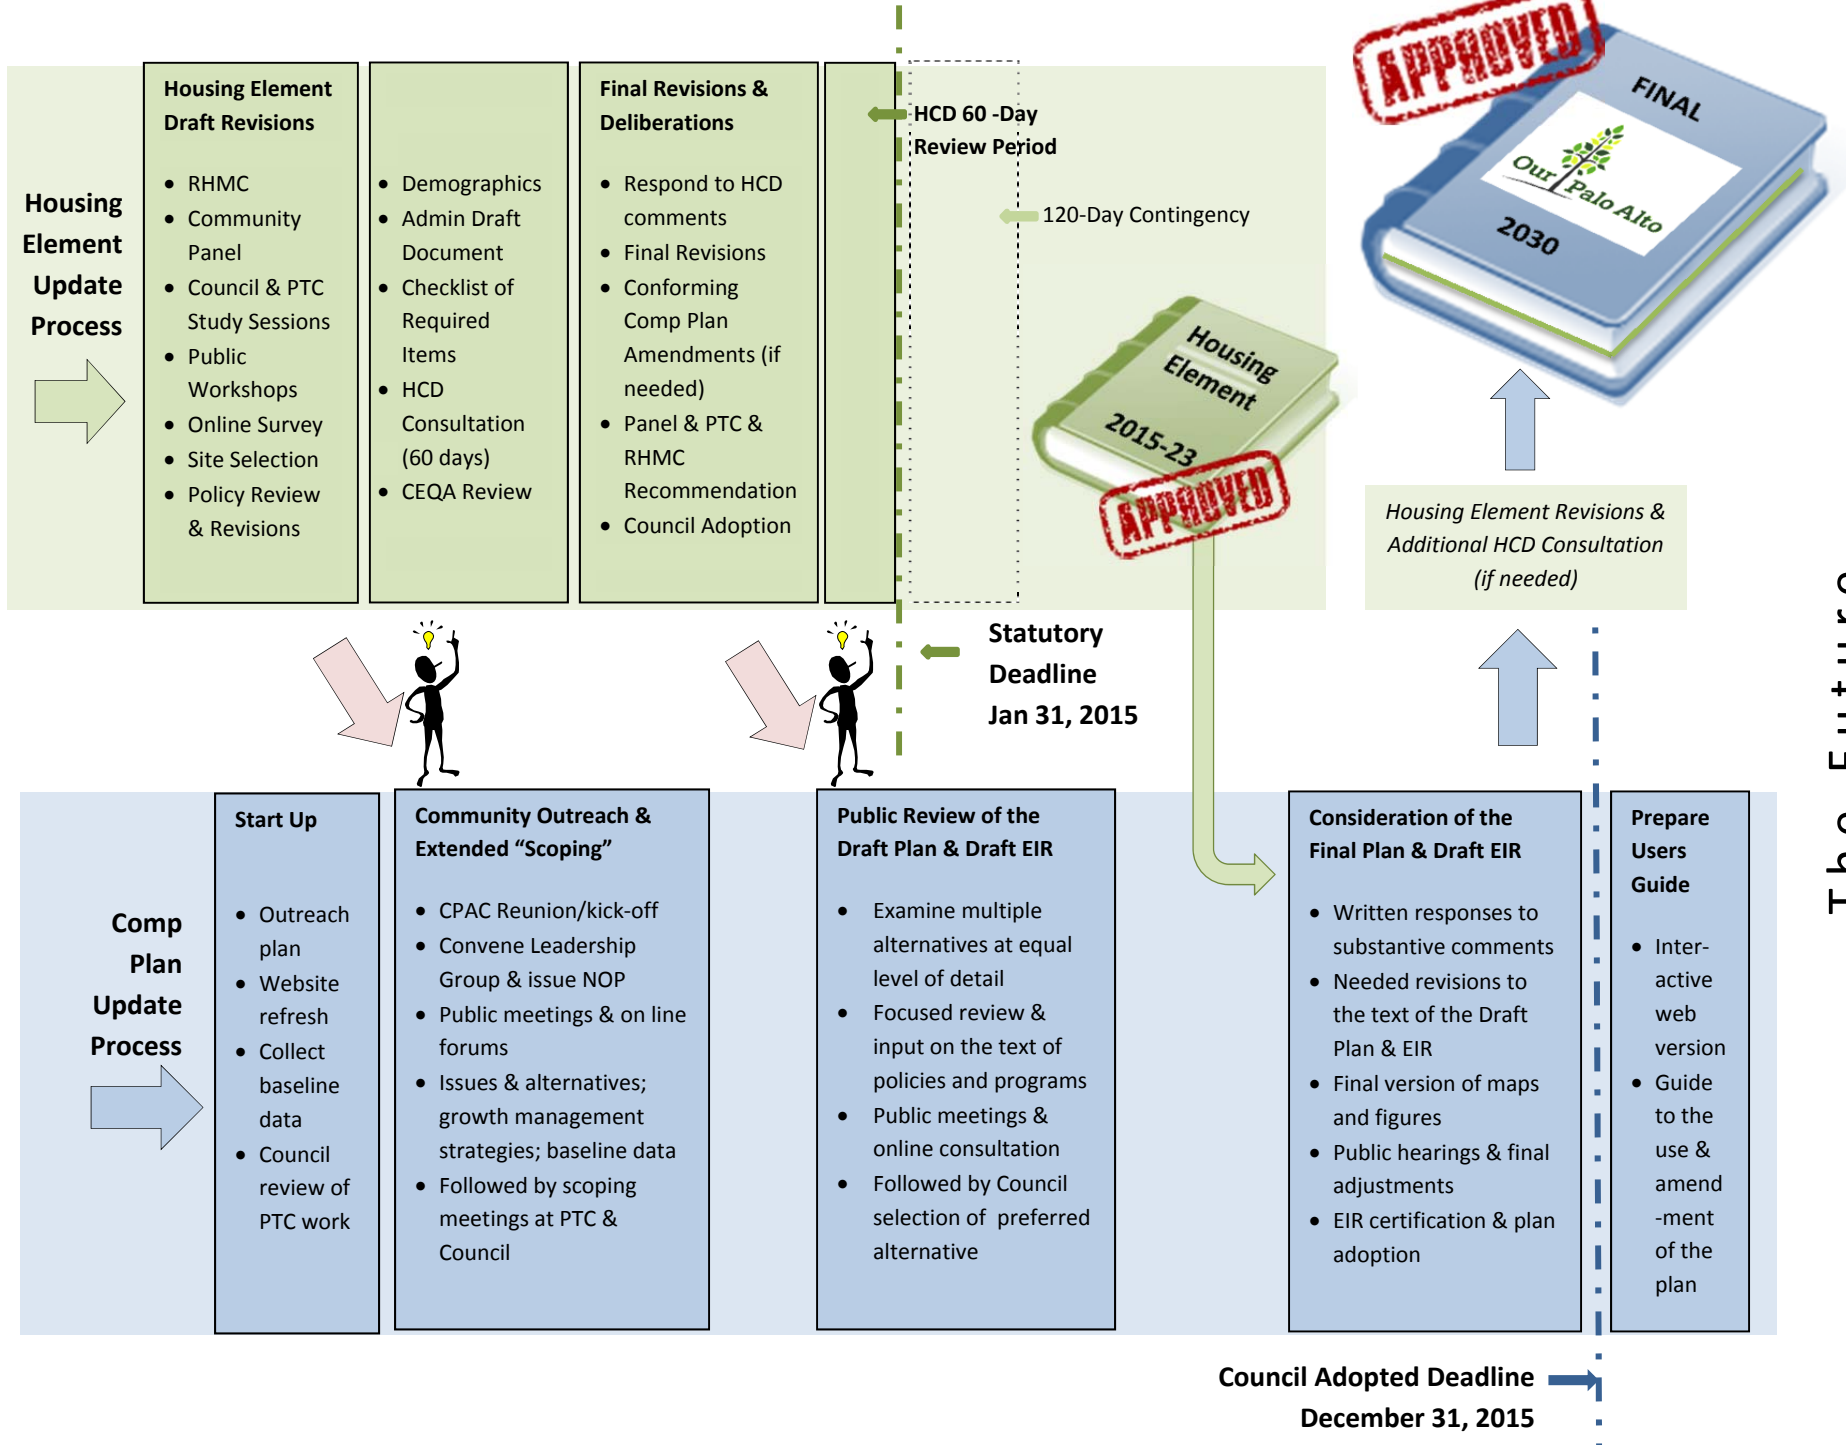 Housing
Element
Update
Process
Housing Element
Draft Revisions
• RHMC
• Community
Panel
• Council & PTC
Study Sessions
• Public
Workshops
• Online Survey
• Site Selection
• Policy Review
& Revisions
• Demographics
• Admin Draft
Document
• Checklist of
Required
Items
• HCD
Consultation
(60 days)
• CEQA Review
Final Revisions &
Deliberations
• Respond to HCD
comments
• Final Revisions
• Conforming
Comp Plan
Amendments (if
needed)
• Panel & PTC &
RHMC
Recommendation
• Council Adoption
HCD 60 -Day
Review Period
120-Day Contingency
Housing
Element
2015-23
APPROVED
APPROVED
FINAL
Our Palo Alto
2030
Housing Element Revisions &
Additional HCD Consultation
(if needed)
Statutory
Deadline
Jan 31, 2015
The Future
Comp
Plan
Update
Process
Start Up
• Outreach
plan
• Website
refresh
• Collect
baseline
data
• Council
review of
PTC work
Community Outreach &
Extended “Scoping”
• CPAC Reunion/kick-off
• Convene Leadership
Group & issue NOP
• Public meetings & on line
forums
• Issues & alternatives;
growth management
strategies; baseline data
• Followed by scoping
meetings at PTC &
Council
Public Review of the
Draft Plan & Draft EIR
• Examine multiple
alternatives at equal
level of detail
• Focused review &
input on the text of
policies and programs
• Public meetings &
online consultation
• Followed by Council
selection of preferred
alternative
Consideration of the
Final Plan & Draft EIR
• Written responses to
substantive comments
• Needed revisions to
the text of the Draft
Plan & EIR
• Final version of maps
and figures
• Public hearings & final
adjustments
• EIR certification & plan
adoption
Prepare
Users
Guide
• Inter-
active
web
version
• Guide
to the
use &
amend
-ment
of the
plan
Council Adopted Deadline
December 31, 2015